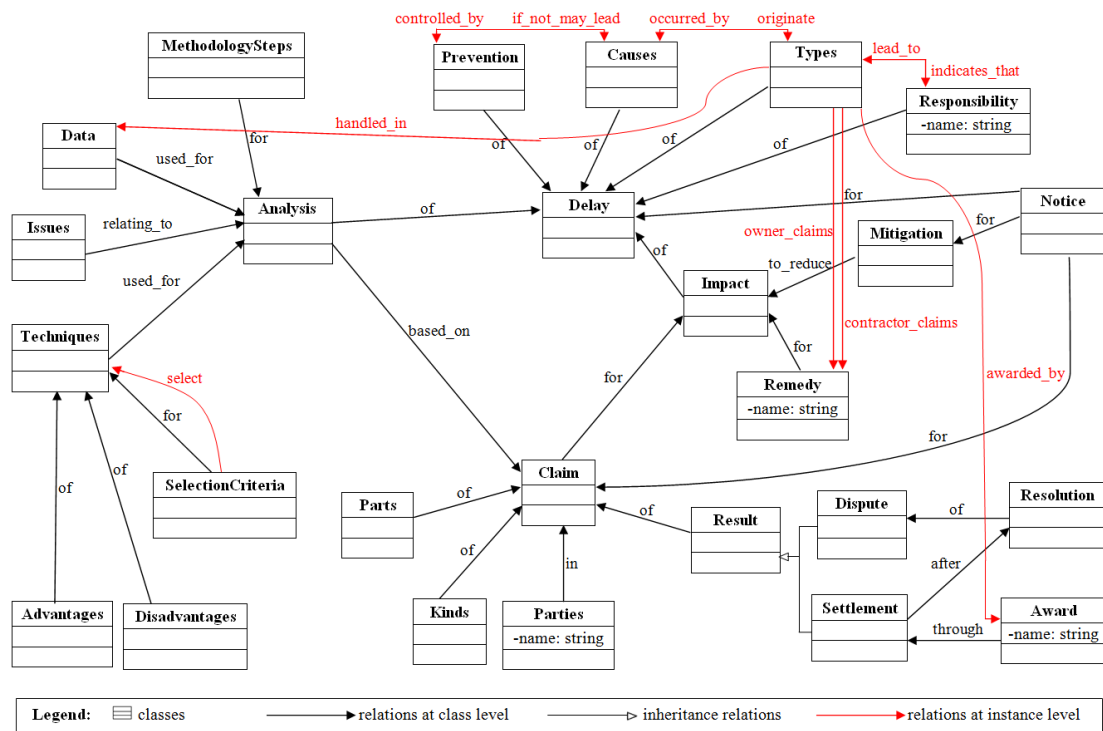 controlled_by
if_not_may_lead
occurred_by
originate
MethodologySteps
Prevention
Causes
Types
lead_to
indicates_that
Responsibility
-name: string
Data
handled_in
for
of
of
of
of
used_for
Issues
relating_to
Analysis
of
Delay
for
Notice
owner_claims
Mitigation
for
of
to_reduce
used_for
Impact
Techniques
based_on
contractor_claims
for
select
for
for
Remedy
-name: string
awarded_by
for
of
of
SelectionCriteria
Claim
for
Parts
of
of
Result
Dispute
of
Resolution
of
in
after
Advantages
Disadvantages
Kinds
Parties
-name: string
Settlement
through
Award
-name: string
Legend:
classes
relations at class level
inheritance relations
relations at instance level